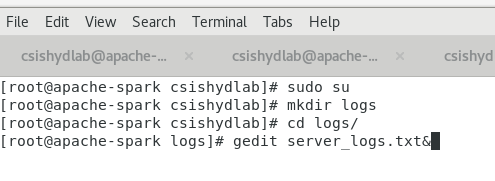 File Edit View Search Terminal Help
csishydlab@apache-... × csishydlab@apache-... × csishyd
[root@apache-spark csishydlab]# sudo su
[root@apache-spark csishydlab]# mkdir logs
[root@apache-spark csishydlab]# cd logs/
[root@apache-spark logs]# gedit server_logs.txt&